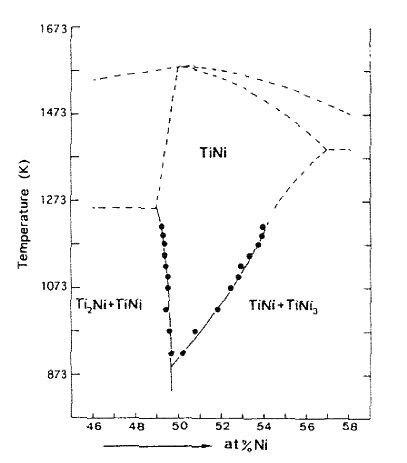 1673
1473
TiNi
1273
Temperature (K)
1073
Ti₂Ni+TiNi
TiNi+TiNi₃
873
46 48 50 52 54 56 58
at%Ni